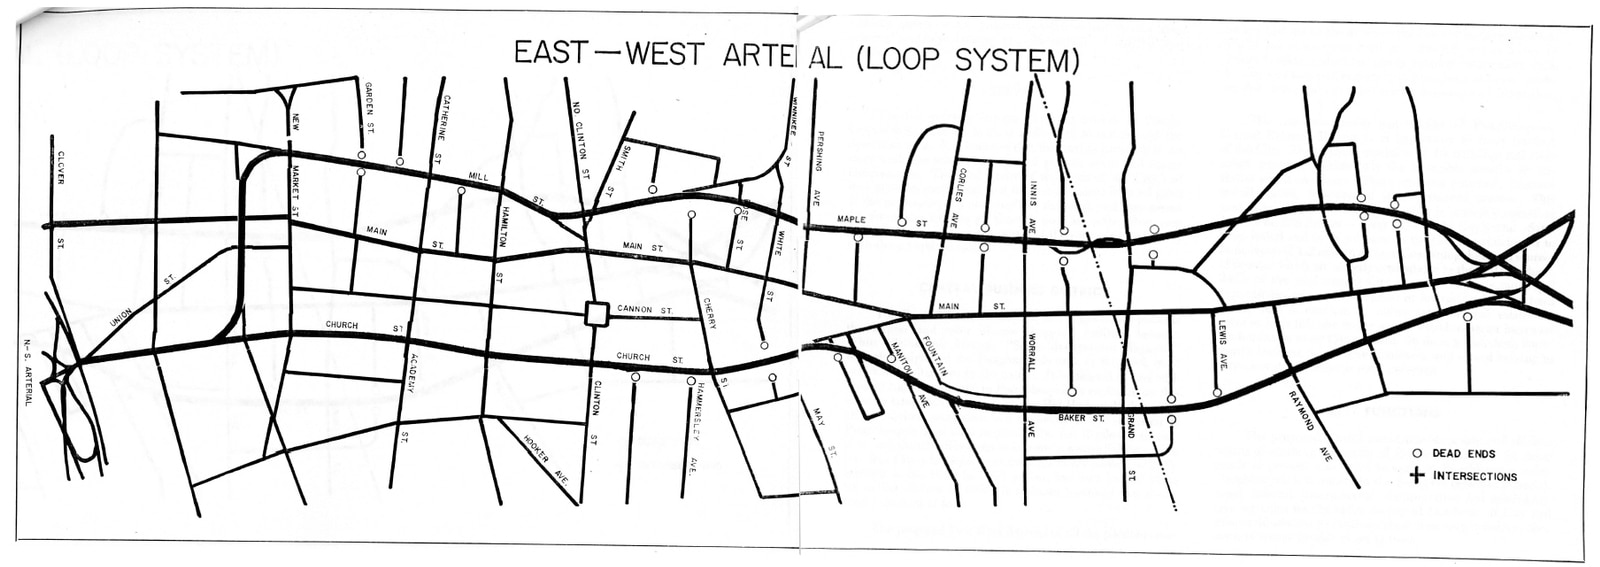 EAST—WEST ARTE AL (LOOP SYSTEM)
CLOVER ST.
NEW MARKET ST
GARDEN ST.
CATHERINE ST
NO CLINTON ST
SMITH ST
WINNIKEE ST
PERSHING AVE
CORLIES AVE
INNIS AVE
MILL ST.
HAMILTON ST
MAIN ST.
MAIN ST.
WHITE ST
MAPLE ST
UNION ST.
CANNON ST.
CHERRY ST
MAIN ST.
N-S. ARTERIAL
CHURCH ST
CHURCH ST.
ACADEMY ST.
CLINTON ST
HAMMERSLEY AVE.
HOOKER AVE.
MAY ST.
MANITOU AVE
FOUNTAIN
WORRALL AVE
BAKER ST.
GRAND ST.
LEWIS AVE.
RAYMOND AVE
DEAD ENDS
INTERSECTIONS